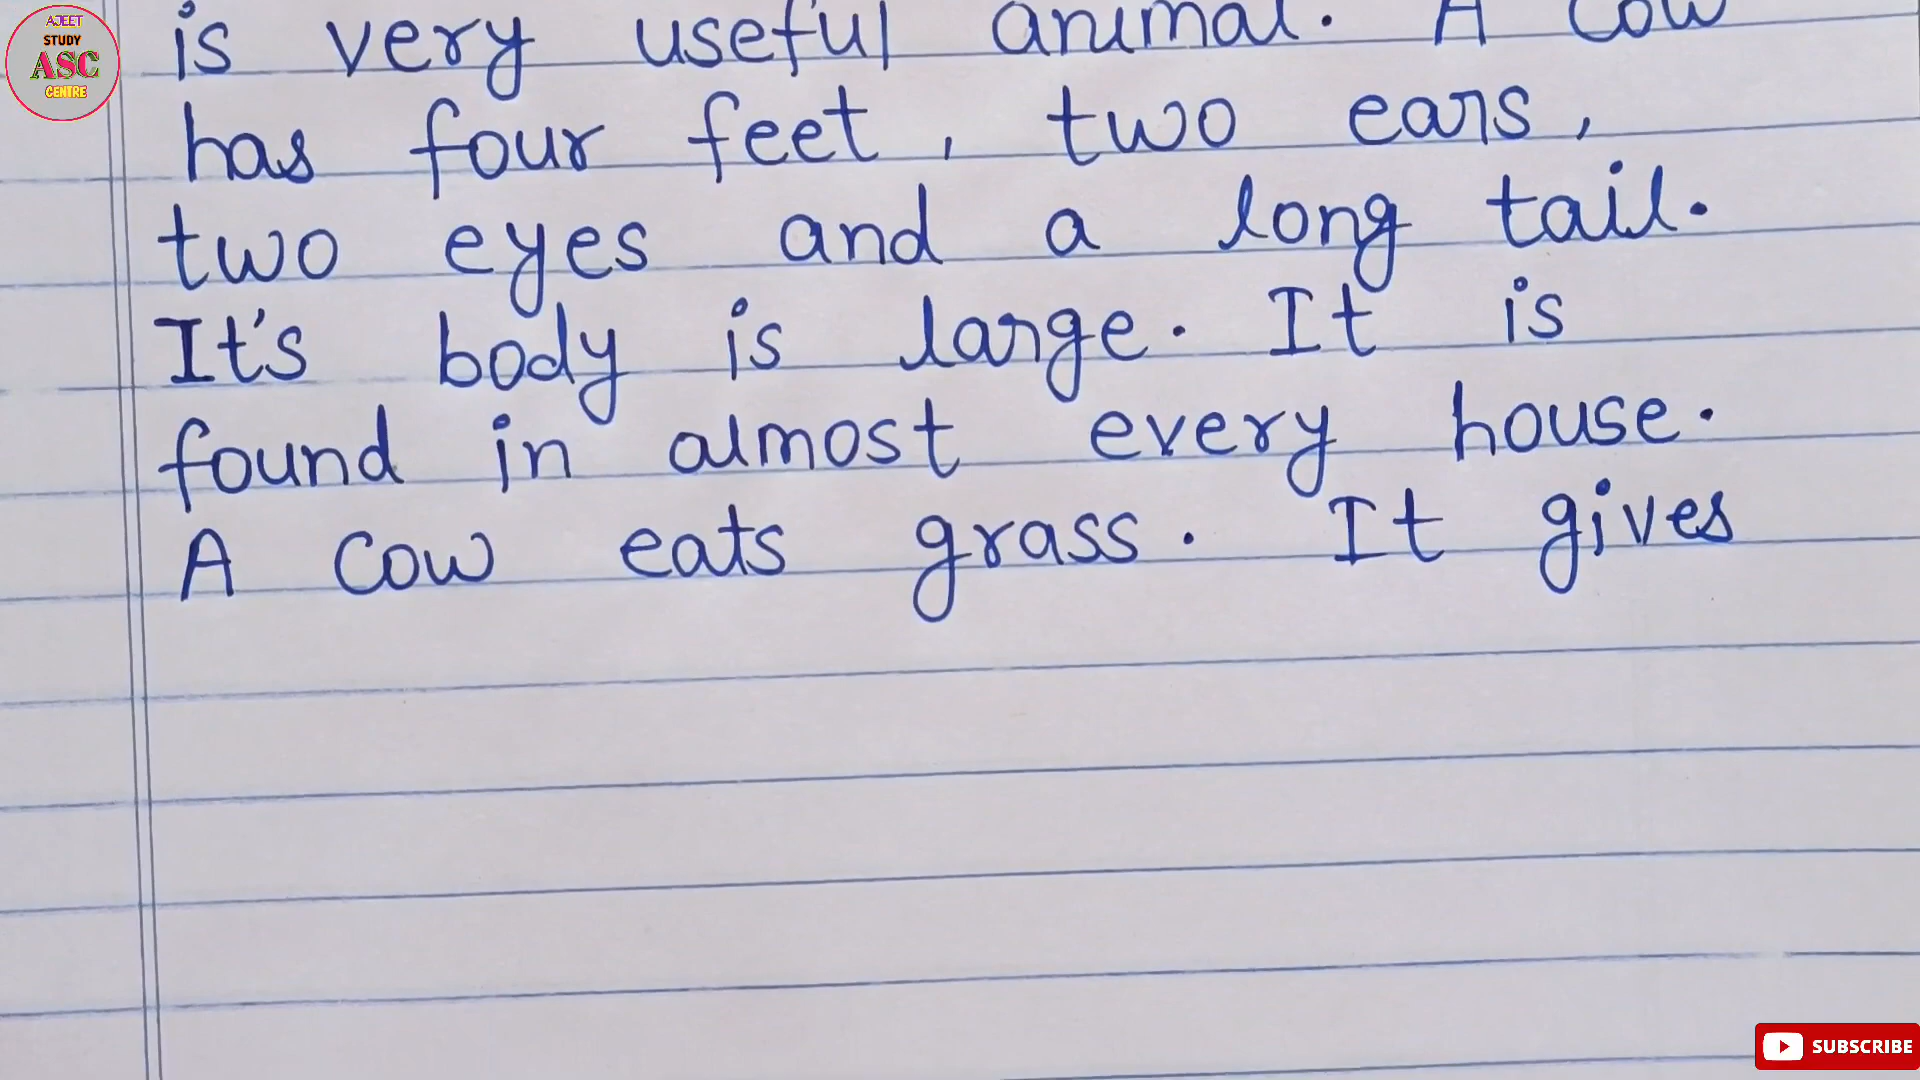 AJEET
STUDY
ASC
CENTRE
is very useful animal. A Cow
has four feet, two ears,
two eyes and a long tail.
It's body is large. It is
found in almost every house.
A Cow eats grass. It gives
SUBSCRIBE